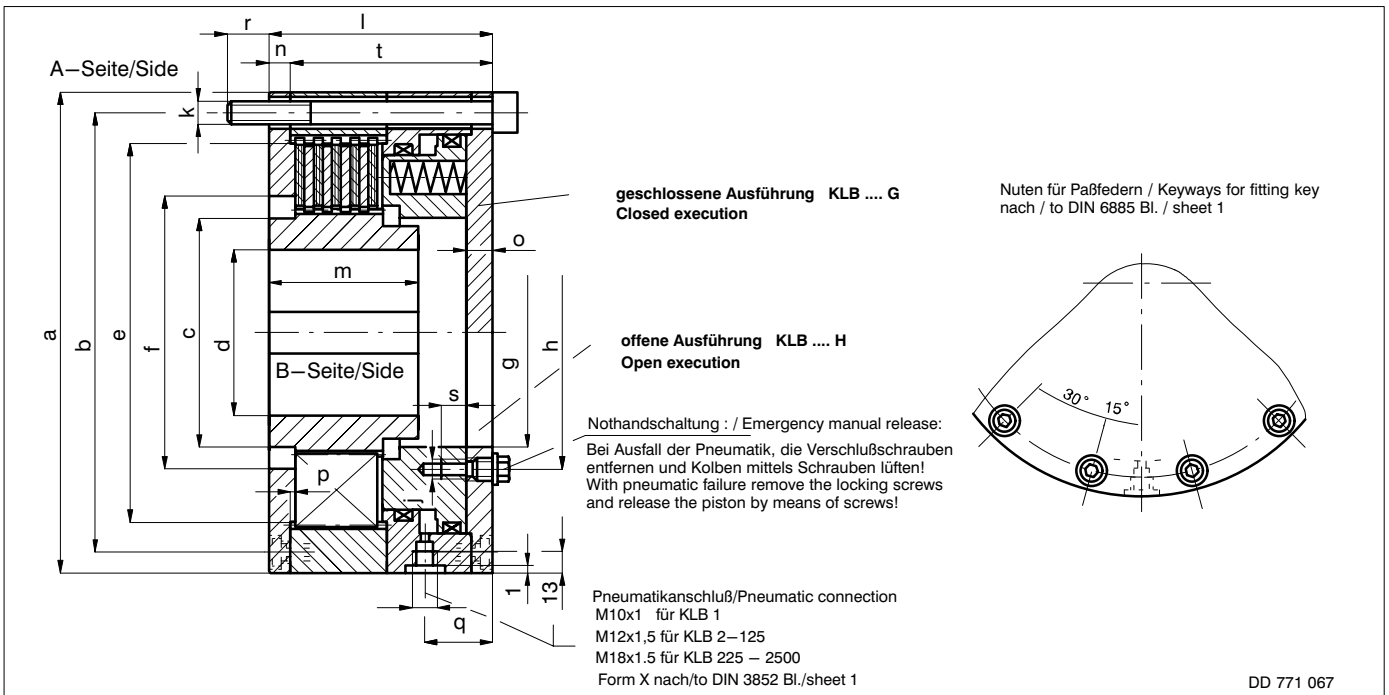 r
l
n
t
A–Seite/Side
k
geschlossene Ausführung KLB .... G
Closed execution
Nuten für Paßfedern / Keyways for fitting key
nach / to DIN 6885 Bl. / sheet 1
o
m
a
b
e
f
c
d
g
h
offene Ausführung KLB .... H
Open execution
B–Seite/Side
s
30°
15°
Nothandschaltung : / Emergency manual release:
Bei Ausfall der Pneumatik, die Verschlußschrauben
entfernen und Kolben mittels Schrauben lüften!
With pneumatic failure remove the locking screws
and release the piston by means of screws!
p
j
1
13
q
Pneumatikanschluß/Pneumatic connection
M10x1 für KLB 1
M12x1,5 für KLB 2–125
M18x1.5 für KLB 225 – 2500
Form X nach/to DIN 3852 Bl./sheet 1
DD 771 067